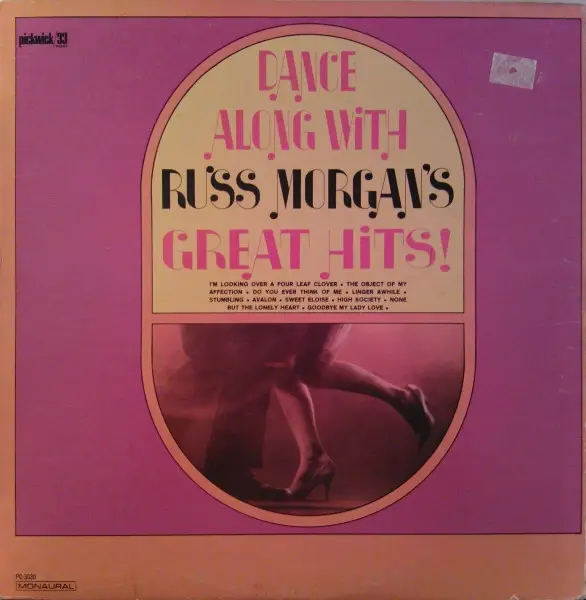 pickwick/33
DANCE
ALONG WiTH
RUSS MORGAN'S
GREAT HiTS!
I'M LOOKING OVER A FOUR LEAF CLOVER • THE OBJECT OF MY
AFFECTION • DO YOU EVER THINK OF ME • LINGER AWHILE •
STUMBLING • AVALON • SWEET ELOISE • HIGH SOCIETY • NONE
BUT THE LONELY HEART • GOODBYE MY LADY LOVE •
MONAURAL